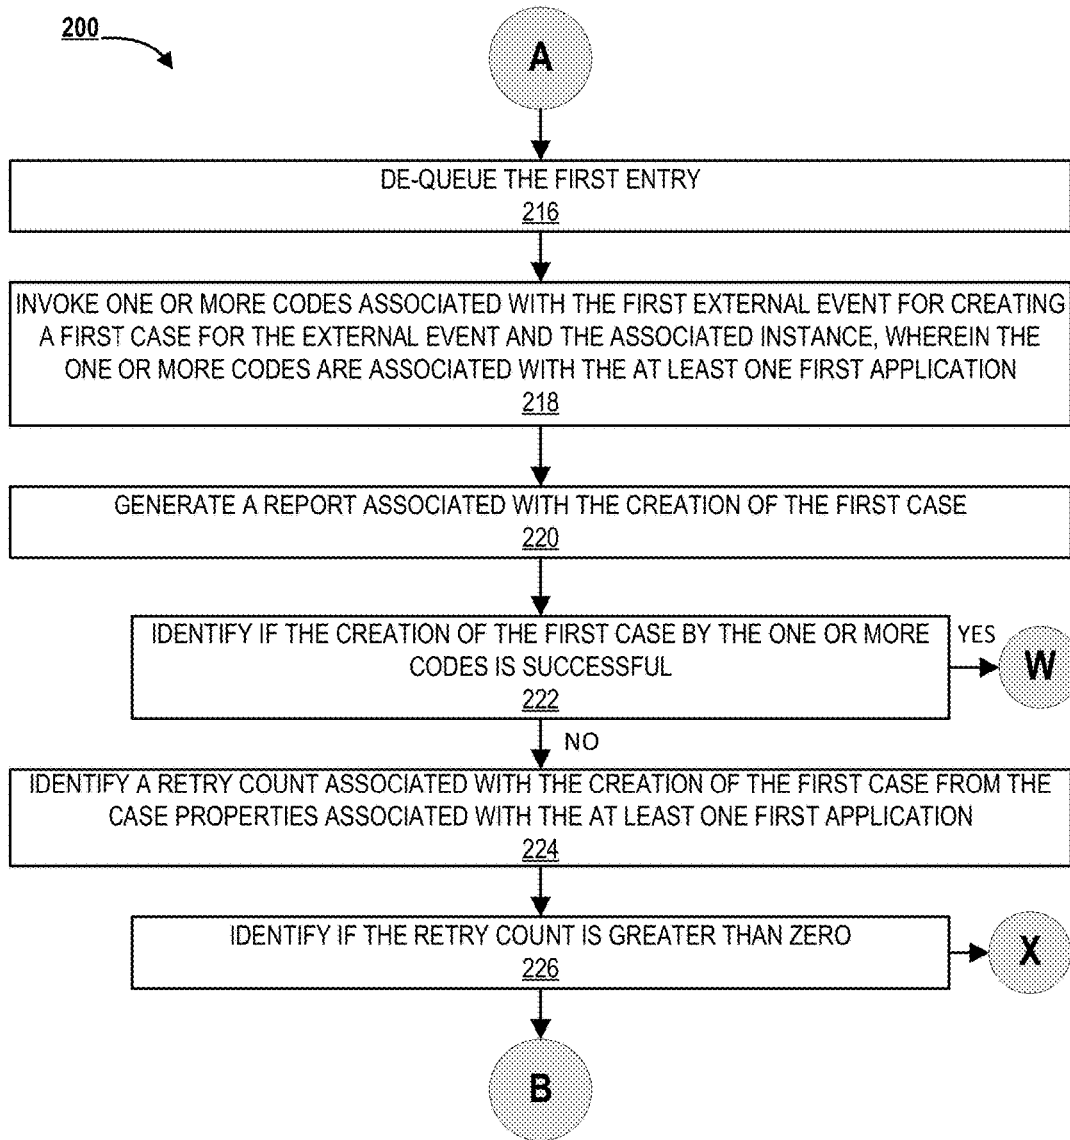 200
A
DE-QUEUE THE FIRST ENTRY
216
INVOKE ONE OR MORE CODES ASSOCIATED WITH THE FIRST EXTERNAL EVENT FOR CREATING
A FIRST CASE FOR THE EXTERNAL EVENT AND THE ASSOCIATED INSTANCE, WHEREIN THE
ONE OR MORE CODES ARE ASSOCIATED WITH THE AT LEAST ONE FIRST APPLICATION
218
GENERATE A REPORT ASSOCIATED WITH THE CREATION OF THE FIRST CASE
220
IDENTIFY IF THE CREATION OF THE FIRST CASE BY THE ONE OR MORE
CODES IS SUCCESSFUL
222
YES
W
NO
IDENTIFY A RETRY COUNT ASSOCIATED WITH THE CREATION OF THE FIRST CASE FROM THE
CASE PROPERTIES ASSOCIATED WITH THE AT LEAST ONE FIRST APPLICATION
224
IDENTIFY IF THE RETRY COUNT IS GREATER THAN ZERO
226
X
B